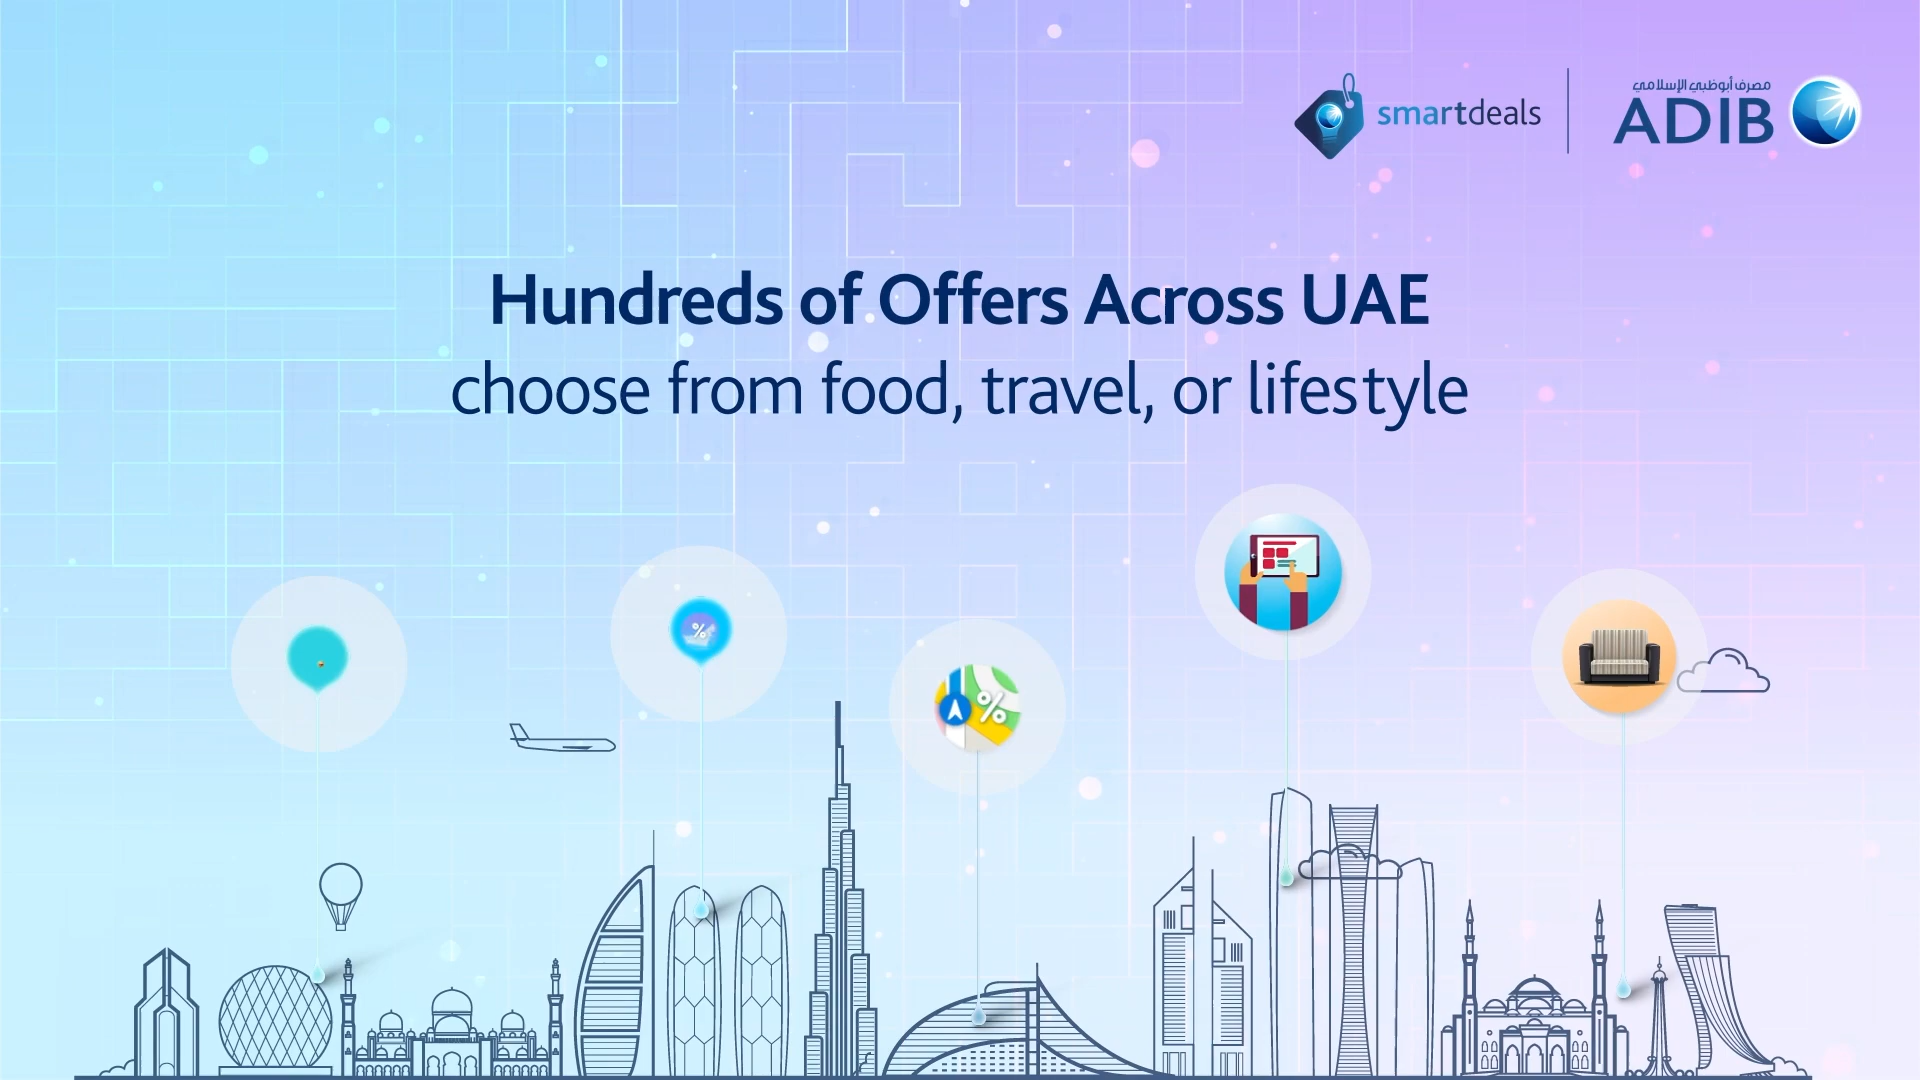 smartdeals
مصرف أبوظبي الإسلامي
ADIB
Hundreds of Offers Across UAE
choose from food, travel, or lifestyle
%
%